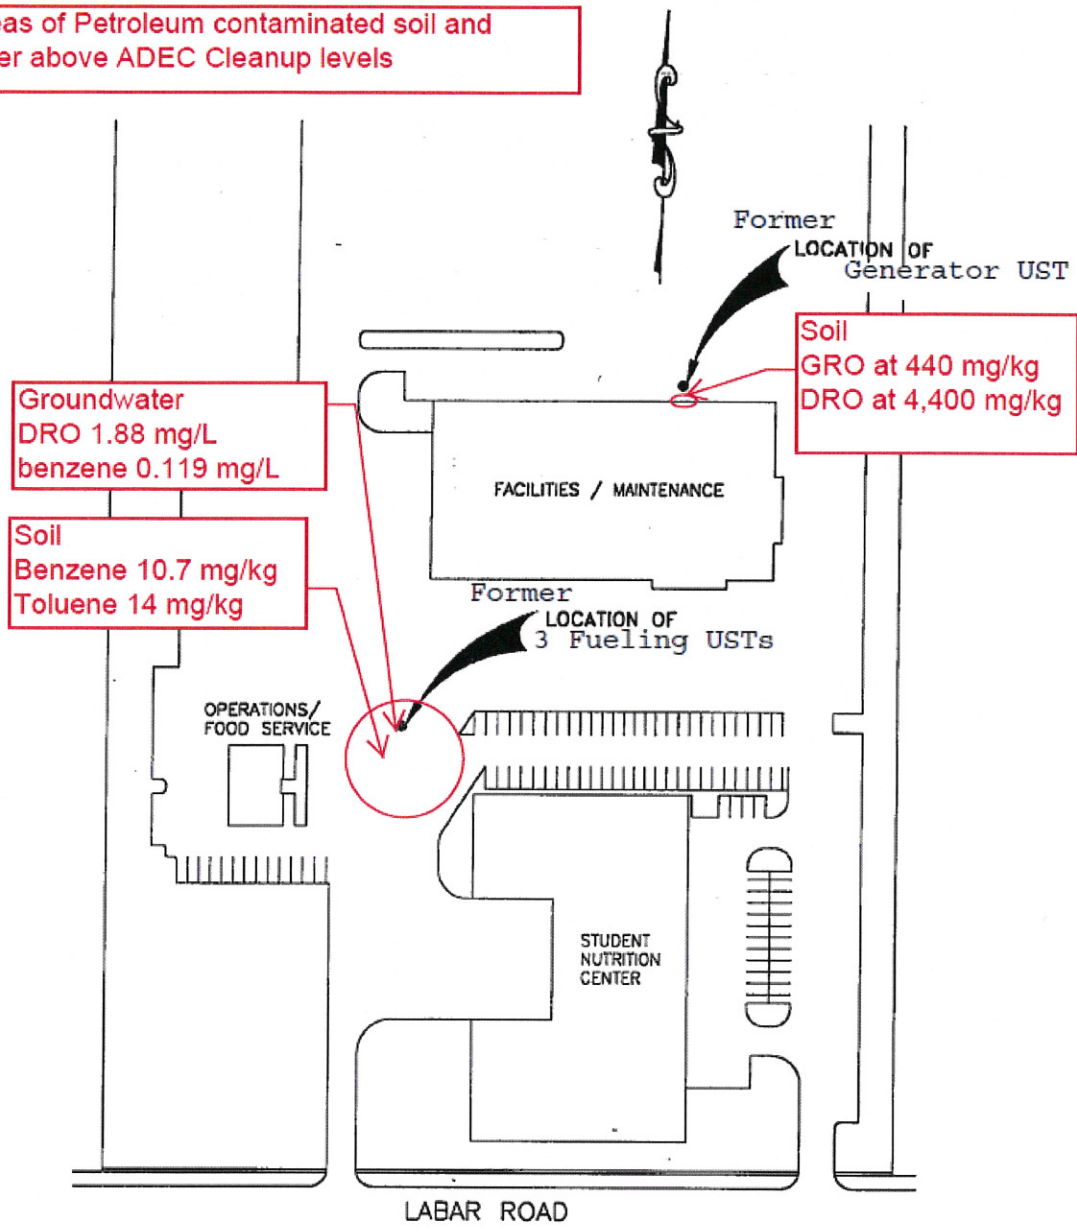 eas of Petroleum contaminated soil and
er above ADEC Cleanup levels
Former
LOCATION OF
Generator UST
Soil
GRO at 440 mg/kg
DRO at 4,400 mg/kg
Groundwater
DRO 1.88 mg/L
benzene 0.119 mg/L
FACILITIES / MAINTENANCE
Soil
Benzene 10.7 mg/kg
Toluene 14 mg/kg
Former
LOCATION OF
3 Fueling USTs
OPERATIONS/
FOOD SERVICE
STUDENT
NUTRITION
CENTER
LABAR ROAD